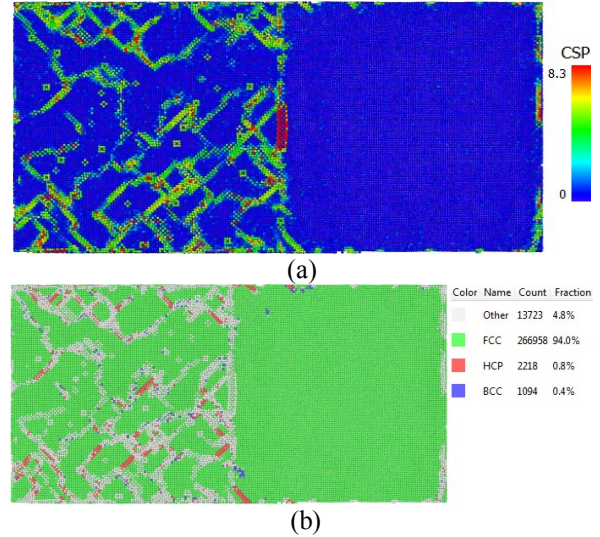 CSP
8.3
0
(a)
Color Name Count Fraction
Other 13723 4.8%
FCC 266958 94.0%
HCP 2218 0.8%
BCC 1094 0.4%
(b)